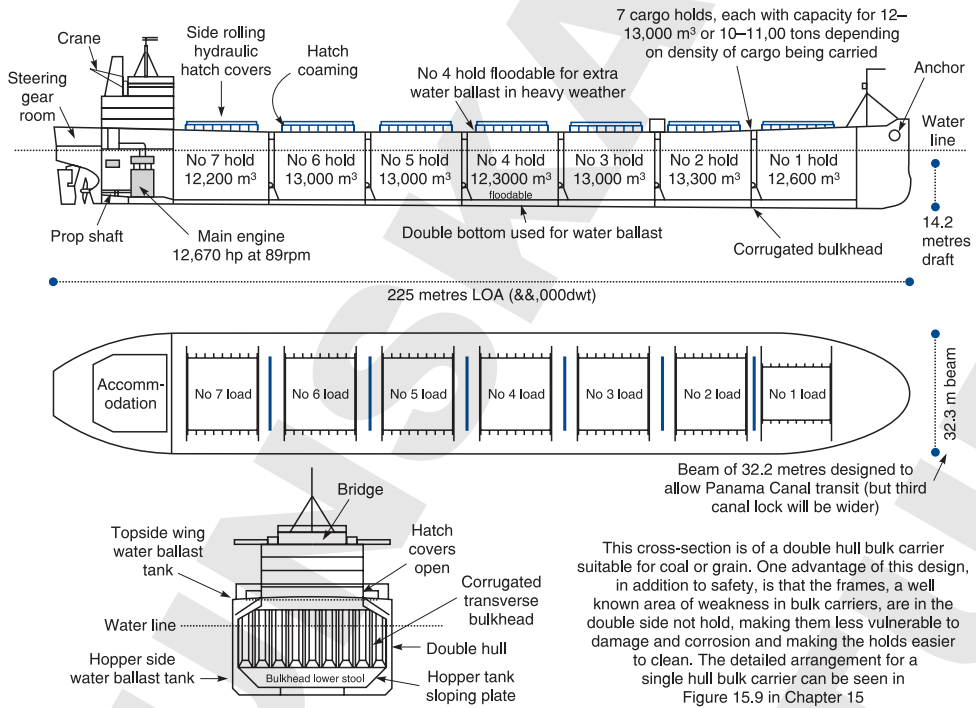 Crane
Steering
gear
room
Side rolling
hydraulic
hatch covers
Hatch
coaming
No 4 hold floodable for extra
water ballast in heavy weather
7 cargo holds, each with capacity for 12–
13,000 m³ or 10–11,00 tons depending
on density of cargo being carried
Anchor
Water
line
No 7 hold
12,200 m³
No 6 hold
13,000 m³
No 5 hold
13,000 m³
No 4 hold
12,3000 m³
floodable
No 3 hold
13,000 m³
No 2 hold
13,300 m³
No 1 hold
12,600 m³
Prop shaft
Main engine
12,670 hp at 89rpm
Double bottom used for water ballast
Corrugated bulkhead
14.2
metres
draft
225 metres LOA (&&,000dwt)
Accomm-
odation
No 7 load
No 6 load
No 5 load
No 4 load
No 3 load
No 2 load
No 1 load
32.3 m beam
Beam of 32.2 metres designed to
allow Panama Canal transit (but third
canal lock will be wider)
Bridge
Topside wing
water ballast
tank
Hatch
covers
open
Corrugated
transverse
bulkhead
Water line
Double hull
Hopper side
water ballast tank
Bulkhead lower stool
Hopper tank
sloping plate
This cross-section is of a double hull bulk carrier
suitable for coal or grain. One advantage of this design,
in addition to safety, is that the frames, a well
known area of weakness in bulk carriers, are in the
double side not hold, making them less vulnerable to
damage and corrosion and making the holds easier
to clean. The detailed arrangement for a
single hull bulk carrier can be seen in
Figure 15.9 in Chapter 15